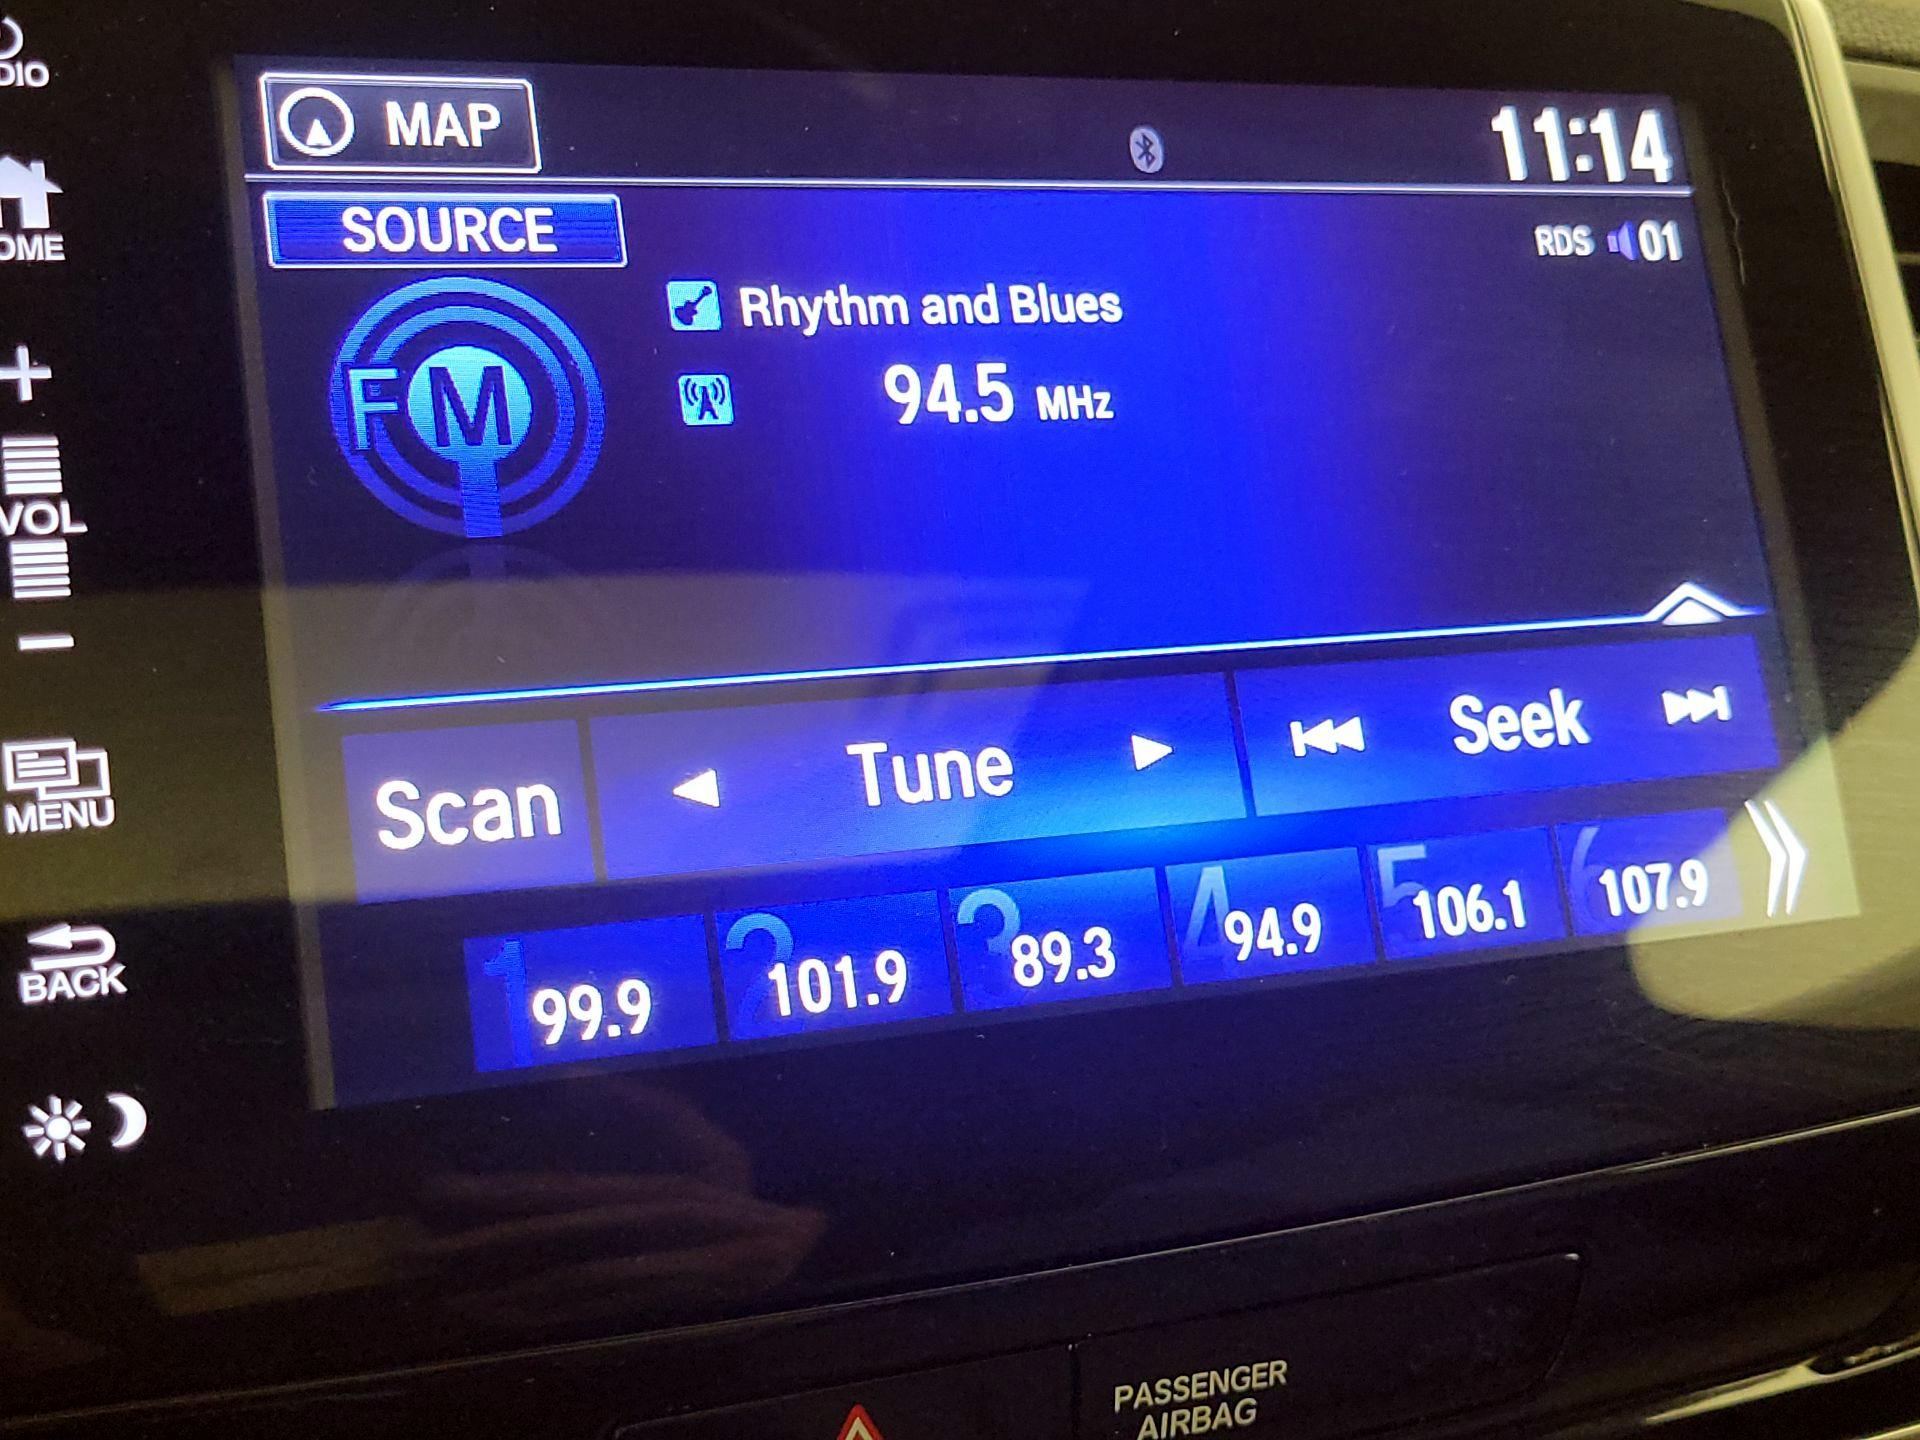 DIO
MAP
11:14
OME
SOURCE
RDS 01
Rhythm and Blues
FM
94.5 MHz
+
VOL
−
Scan
Tune
Seek
MENU
1 99.9
2 101.9
3 89.3
4 94.9
5 106.1
6 107.9
BACK
PASSENGER
AIRBAG